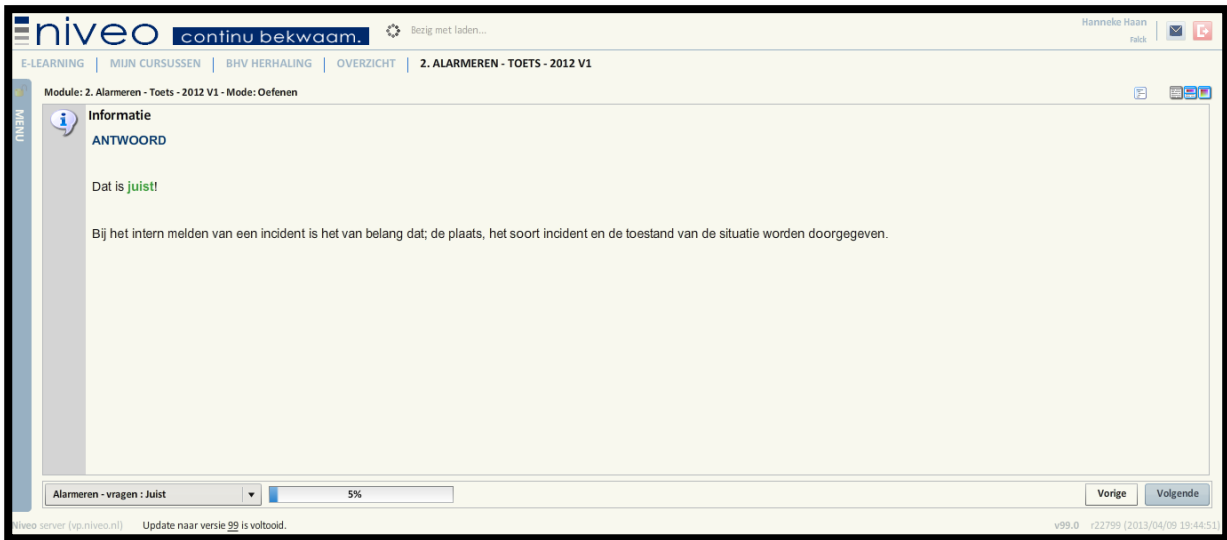 niveo continu bekwaam. Bezig met laden... Hanneke Haan
Falck
E-LEARNING | MIJN CURSUSSEN | BHV HERHALING | OVERZICHT | 2. ALARMEREN - TOETS - 2012 V1
MENU
Module: 2. Alarmeren - Toets - 2012 V1 - Mode: Oefenen
Informatie
ANTWOORD
Dat is juist!
Bij het intern melden van een incident is het van belang dat; de plaats, het soort incident en de toestand van de situatie worden doorgegeven.
Alarmeren - vragen : Juist 5% Vorige Volgende
Niveo server (vp.niveo.nl) Update naar versie 99 is voltooid. v99.0 r22799 (2013/04/09 19:44:51)